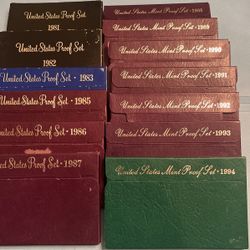 United States Proof Set
1981
United States Proof Set
1982
United States Proof Set · 1983
United States Proof Set · 1985
United States Proof Set · 1986
United States Proof Set · 1987
United States Mint Proof Set · 1988
United States Mint Proof Set · 1989
United States Mint Proof Set · 1990
United States Mint Proof Set · 1991
United States Mint Proof Set · 1992
United States Mint Proof Set · 1993
United States Mint Proof Set · 1994